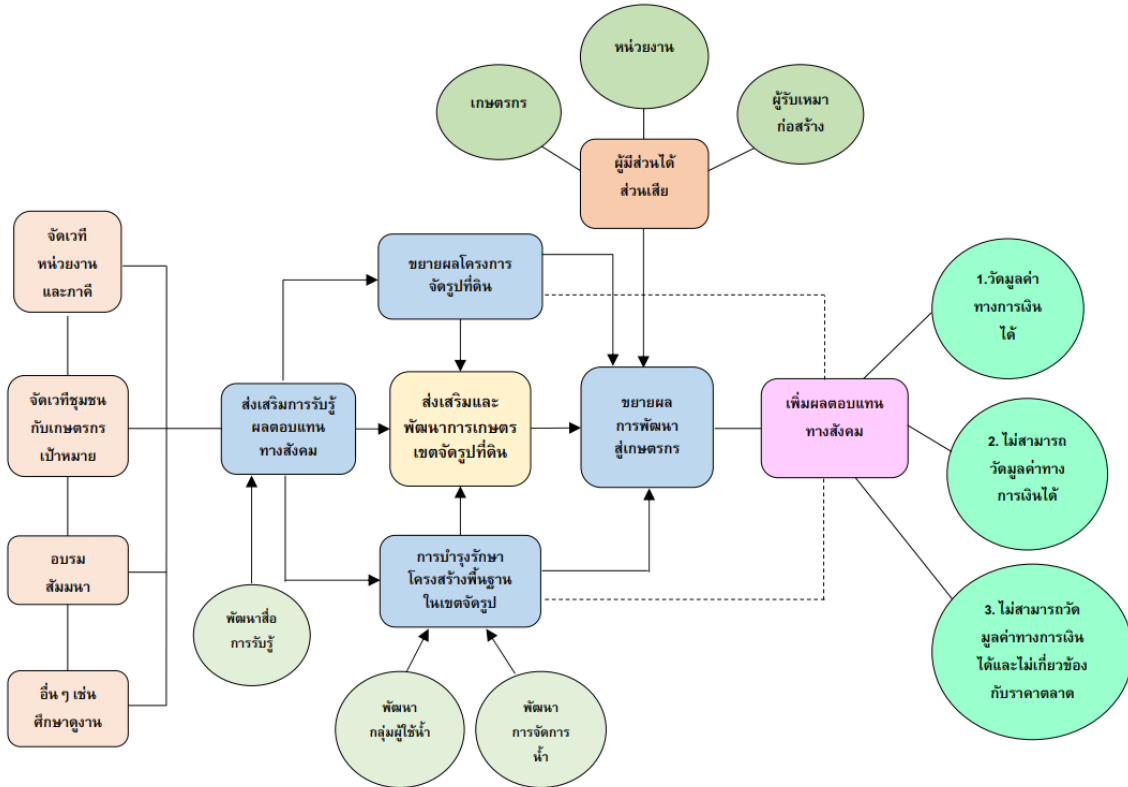 หน่วยงาน
เกษตรกร
ผู้รับเหมา
ก่อสร้าง
ผู้มีส่วนได้
ส่วนเสีย
จัดเวที
หน่วยงาน
และภาคี
ขยายผลโครงการ
จัดรูปที่ดิน
1.วัดมูลค่า
ทางการเงิน
ได้
จัดเวทีชุมชน
กับเกษตรกร
เป้าหมาย
ส่งเสริมการรับรู้
ผลตอบแทน
ทางสังคม
ส่งเสริมและ
พัฒนาการเกษตร
เขตจัดรูปที่ดิน
ขยายผล
การพัฒนา
สู่เกษตรกร
เพิ่มผลตอบแทน
ทางสังคม
2. ไม่สามารถ
วัดมูลค่าทาง
การเงินได้
อบรม
สัมมนา
การบำรุงรักษา
โครงสร้างพื้นฐาน
ในเขตจัดรูป
พัฒนาสื่อ
การรับรู้
3. ไม่สามารถวัด
มูลค่าทางการเงิน
ได้และไม่เกี่ยวข้อง
กับราคาตลาด
อื่น ๆ เช่น
ศึกษาดูงาน
พัฒนา
กลุ่มผู้ใช้น้ำ
พัฒนา
การจัดการ
น้ำ